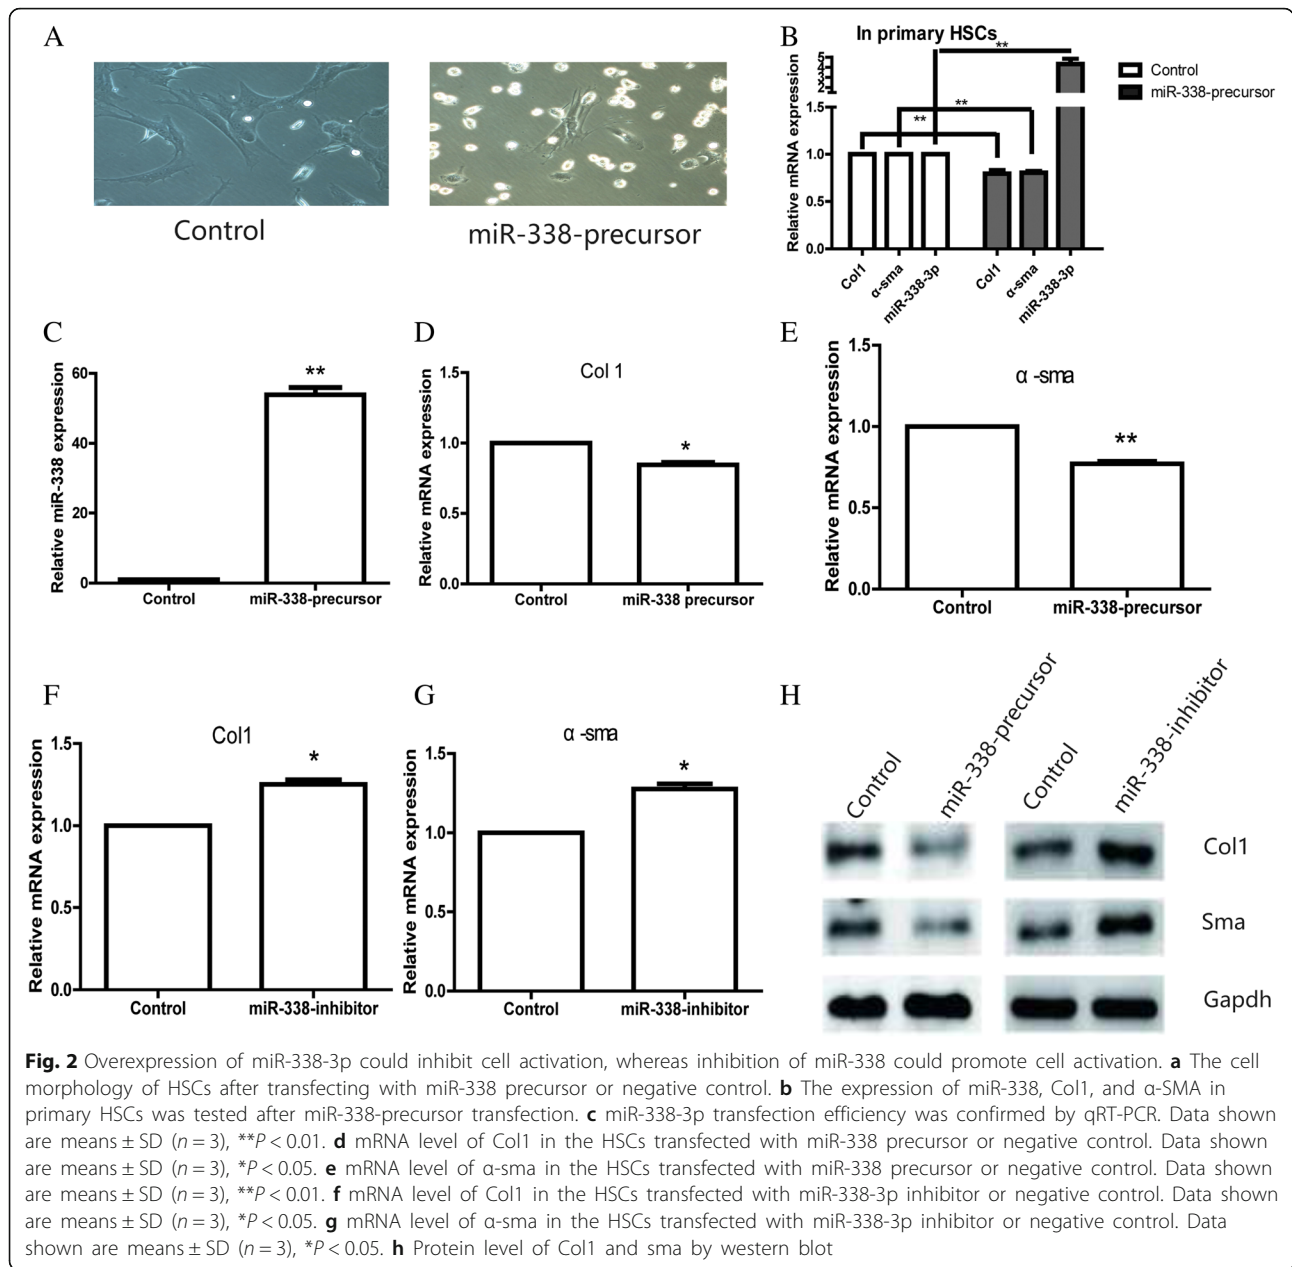 A
Control
miR-338-precursor
B
In primary HSCs
Relative mRNA expression
5
4
3
2
1.5
1.0
0.5
0.0
**
**
**
Col1
α-sma
miR-338-3p
Col1
α-sma
miR-338-3p
Control
miR-338-precursor
C
Relative miR-338 expression
60
40
20
0
**
Control
miR-338-precursor
D
Col 1
Relative mRNA expression
1.5
1.0
0.5
0.0
*
Control
miR-338 precursor
E
α -sma
Relative mRNA expression
1.5
1.0
0.5
0.0
**
Control
miR-338-precursor
F
Col1
Relative mRNA expression
1.5
1.0
0.5
0.0
*
Control
miR-338-inhibitor
G
α -sma
Relative mRNA expression
1.5
1.0
0.5
0.0
*
Control
miR-338-inhibitor
H
Control
miR-338-precursor
Control
miR-338-inhibitor
Col1
Sma
Gapdh
Fig. 2 Overexpression of miR-338-3p could inhibit cell activation, whereas inhibition of miR-338 could promote cell activation. a The cell
morphology of HSCs after transfecting with miR-338 precursor or negative control. b The expression of miR-338, Col1, and α-SMA in
primary HSCs was tested after miR-338-precursor transfection. c miR-338-3p transfection efficiency was confirmed by qRT-PCR. Data shown
are means ± SD (n = 3), **P < 0.01. d mRNA level of Col1 in the HSCs transfected with miR-338 precursor or negative control. Data shown
are means ± SD (n = 3), *P < 0.05. e mRNA level of α-sma in the HSCs transfected with miR-338 precursor or negative control. Data shown
are means ± SD (n = 3), **P < 0.01. f mRNA level of Col1 in the HSCs transfected with miR-338-3p inhibitor or negative control. Data shown
are means ± SD (n = 3), *P < 0.05. g mRNA level of α-sma in the HSCs transfected with miR-338-3p inhibitor or negative control. Data
shown are means ± SD (n = 3), *P < 0.05. h Protein level of Col1 and sma by western blot